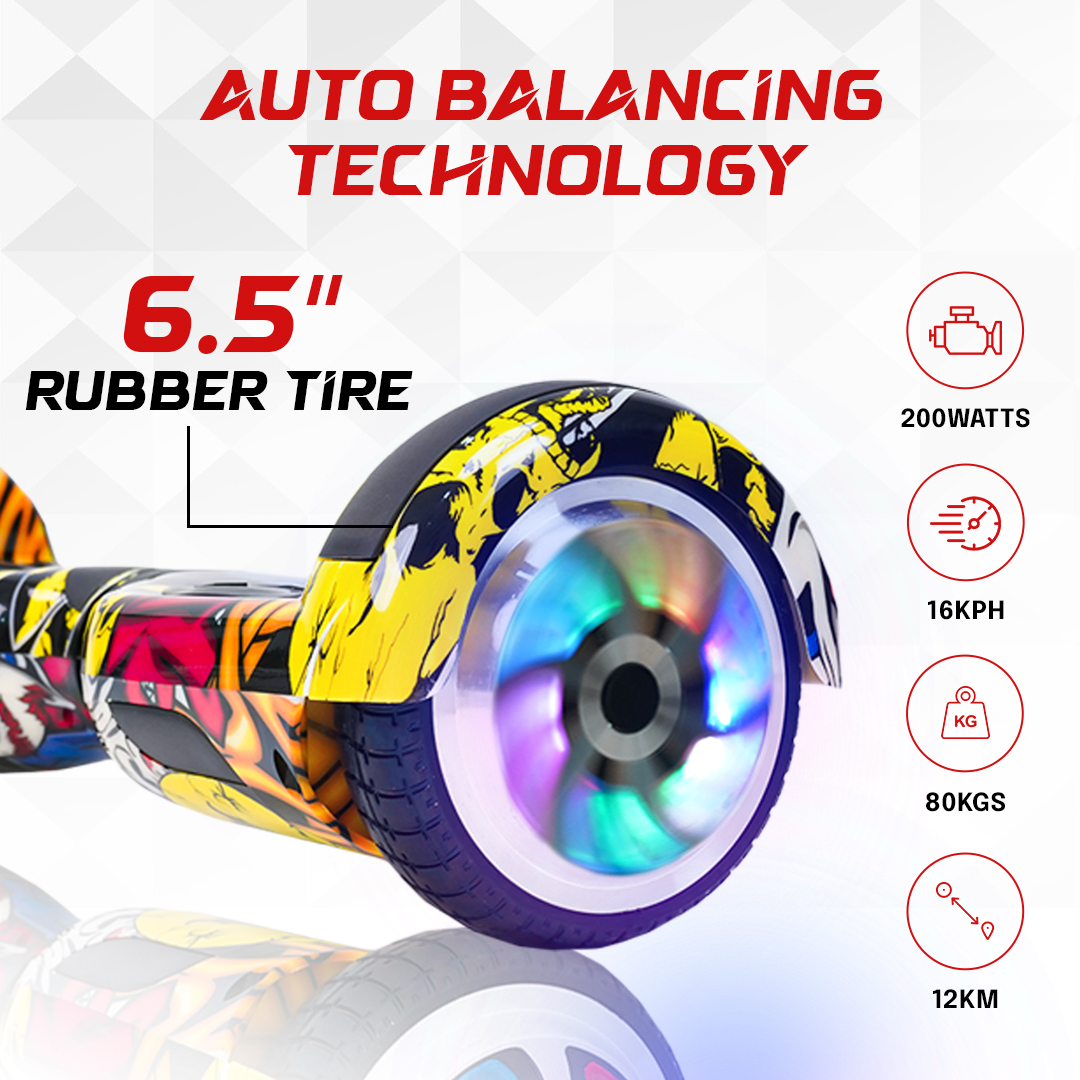 AUTO BALANCING
TECHNOLOGY
6.5"
RUBBER TIRE
200WATTS
16KPH
KG
80KGS
12KM